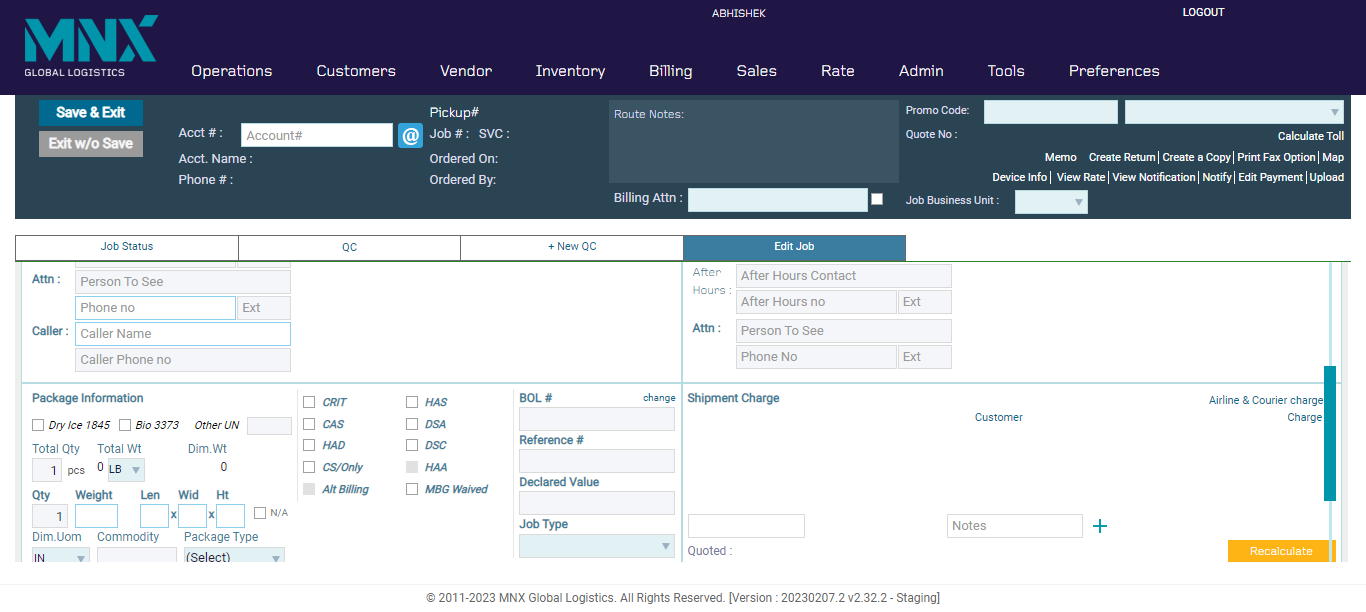 MNX
GLOBAL LOGISTICS
ABHISHEK
LOGOUT
Operations Customers Vendor Inventory Billing Sales Rate Admin Tools Preferences
Save & Exit
Exit w/o Save
Acct # : Account# @
Acct. Name :
Phone # :
Pickup#
Job # : SVC :
Ordered On:
Ordered By:
Route Notes:
Billing Attn :
Promo Code:
Quote No :
Calculate Toll
Memo Create Return| Create a Copy| Print Fax Option| Map
Device Info| View Rate| View Notification| Notify| Edit Payment| Upload
Job Business Unit :
Job Status QC + New QC Edit Job
Attn : Person To See
Phone no Ext
Caller : Caller Name
Caller Phone no
After Hours : After Hours Contact
After Hours no Ext
Attn : Person To See
Phone No Ext
Package Information
Dry Ice 1845 Bio 3373 Other UN
Total Qty Total Wt Dim.Wt
1 pcs 0 LB 0
Qty Weight Len Wid Ht
1 x x N/A
Dim.Uom Commodity Package Type
IN (Select)
CRIT HAS
CAS DSA
HAD DSC
CS/Only HAA
Alt Billing MBG Waived
BOL # change
Reference #
Declared Value
Job Type
Shipment Charge
Airline & Courier charge
Customer Charge
Notes +
Quoted :
Recalculate
© 2011-2023 MNX Global Logistics. All Rights Reserved. [Version : 20230207.2 v2.32.2 - Staging]